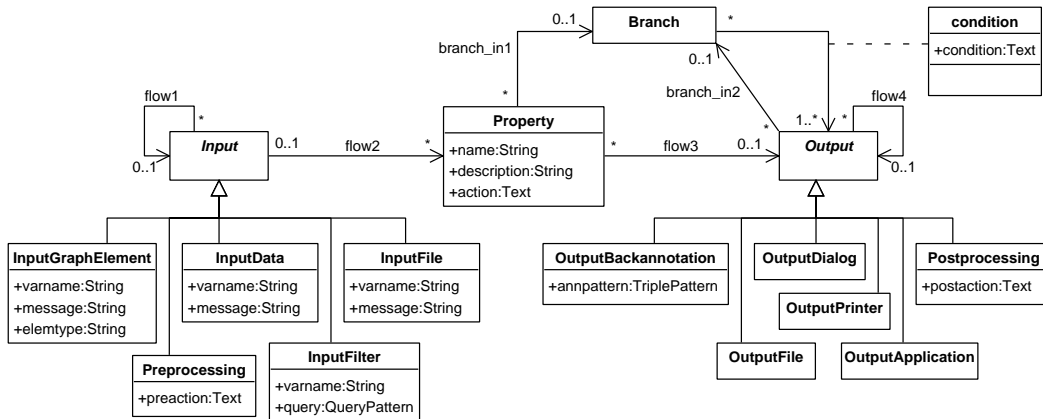 Branch
condition
+condition:Text
0..1
*
branch_in1
0..1
branch_in2
*
flow1
*
Input
0..1
0..1
flow2
*
Property
+name:String
+description:String
+action:Text
*
flow3
0..1
*
1..*
*
flow4
Output
0..1
InputGraphElement
+varname:String
+message:String
+elemtype:String
InputData
+varname:String
+message:String
InputFile
+varname:String
+message:String
Preprocessing
+preaction:Text
InputFilter
+varname:String
+query:QueryPattern
OutputBackannotation
+annpattern:TriplePattern
OutputDialog
Postprocessing
+postaction:Text
OutputPrinter
OutputFile
OutputApplication